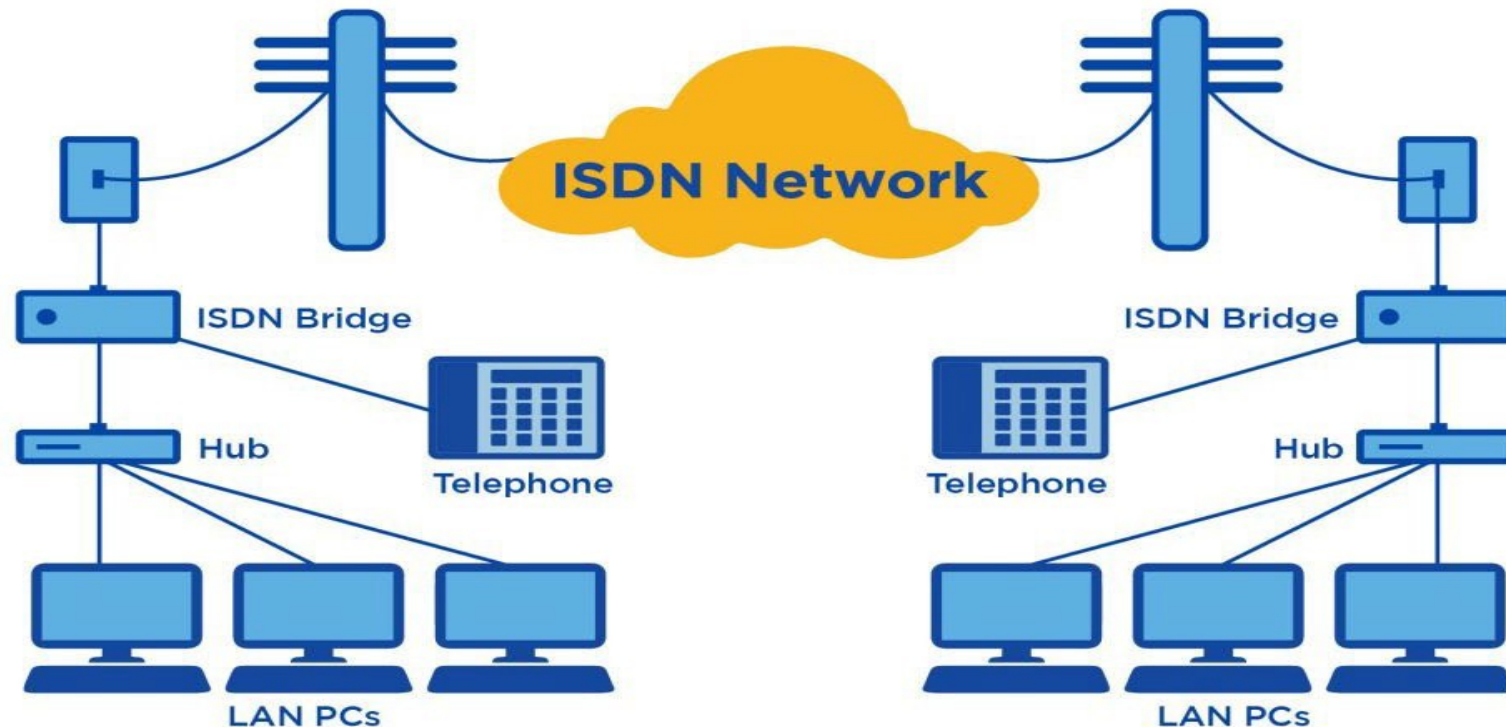 ISDN Network
ISDN Bridge
ISDN Bridge
Hub
Telephone
Telephone
Hub
LAN PCs
LAN PCs